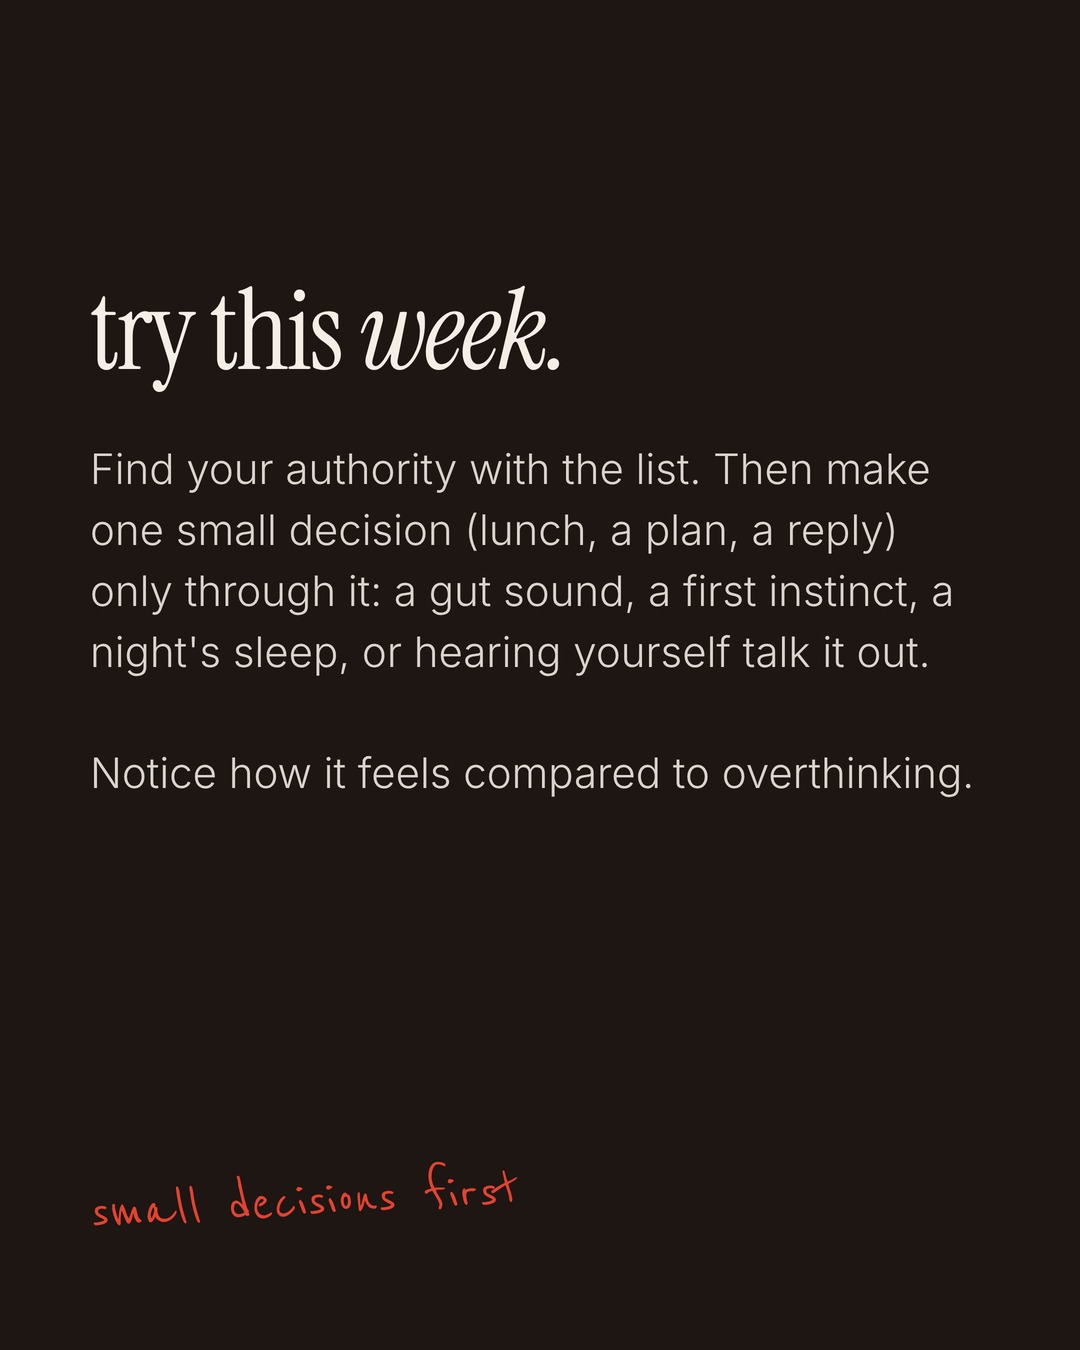 try this week.
Find your authority with the list. Then make
one small decision (lunch, a plan, a reply)
only through it: a gut sound, a first instinct, a
night's sleep, or hearing yourself talk it out.
Notice how it feels compared to overthinking.
small decisions first